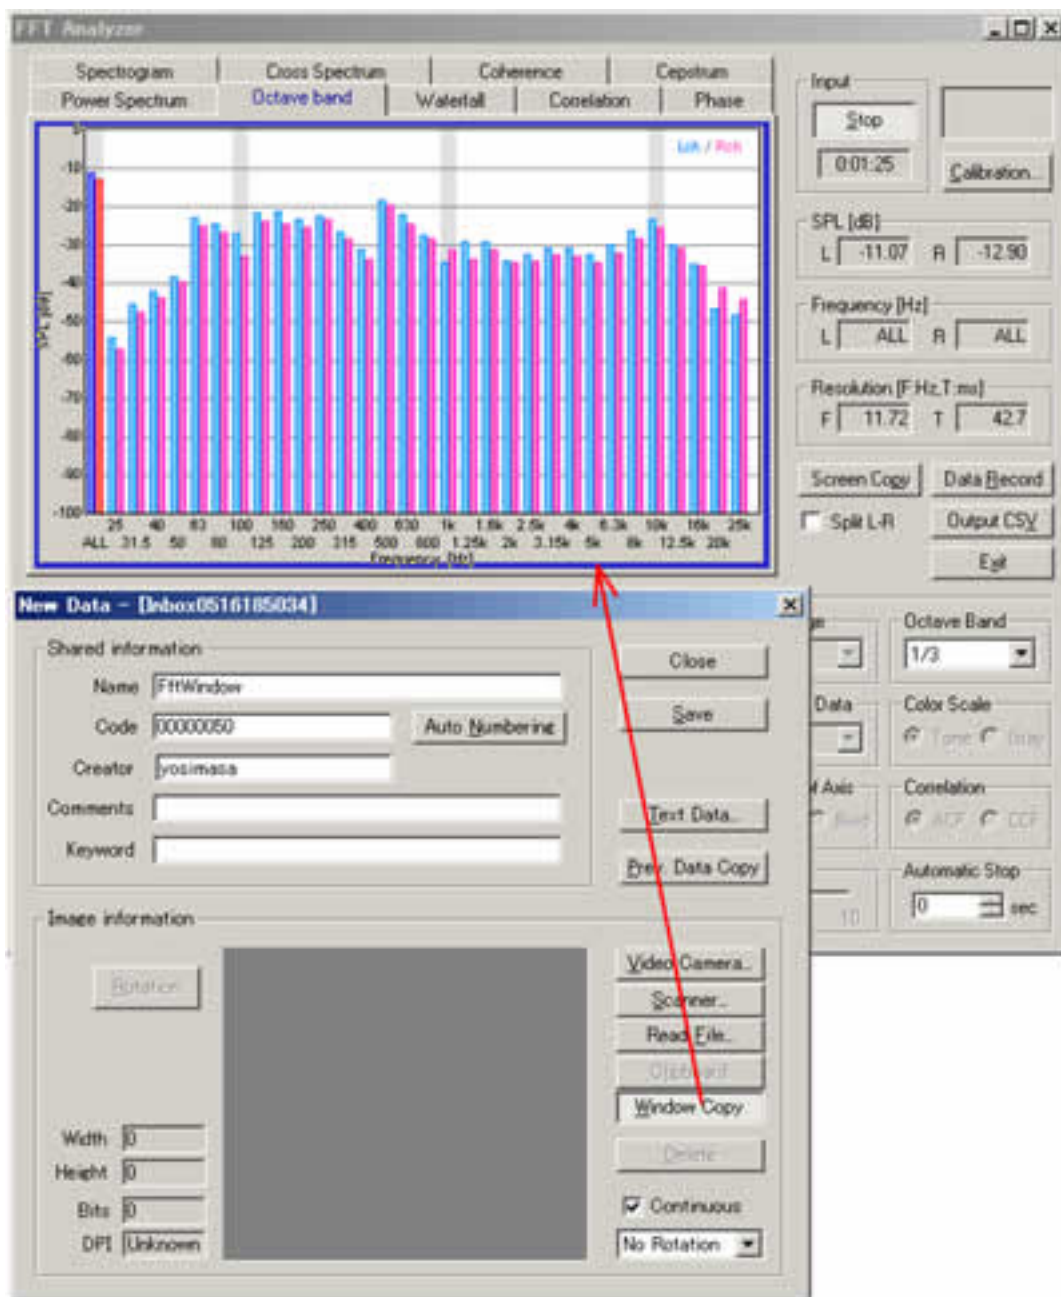 FFT Analyzer
Spectrogram Cross Spectrum Coherence Cepstrum
Power Spectrum Octave band Waterfall Correlation Phase
Lch / Rch
0
-10
-20
-30
-40
-50
-60
-70
-80
-90
-100
SPL [dB]
25 40 63 100 160 250 400 630 1k 1.6k 2.5k 4k 6.3k 10k 16k 25k
ALL 31.5 50 80 125 200 315 500 800 1.25k 2k 3.15k 5k 8k 12.5k 20k
Frequency [Hz]
Input
Stop
0:01:25
Calibration...
SPL [dB]
L -11.07 R -12.90
Frequency [Hz]
L ALL R ALL
Resolution [F:Hz,T:ms]
F 11.72 T 42.7
Screen Copy Data Record
Split L-R Output CSV
Exit
Octave Band
1/3
Data
Color Scale
Tone Gray
Axis
Correlation
ACF CCF
Automatic Stop
10
0 sec
New Data - [Inbox0516185034]
Shared information
Name FftWindow
Code 00000050 Auto Numbering
Creator yosimasa
Comments
Keyword
Close
Save
Text Data...
Prev. Data Copy
Image information
Rotation
Width 0
Height 0
Bits 0
DPI Unknown
Video Camera...
Scanner...
Read File...
Clipboard
Window Copy
Delete
Continuous
No Rotation